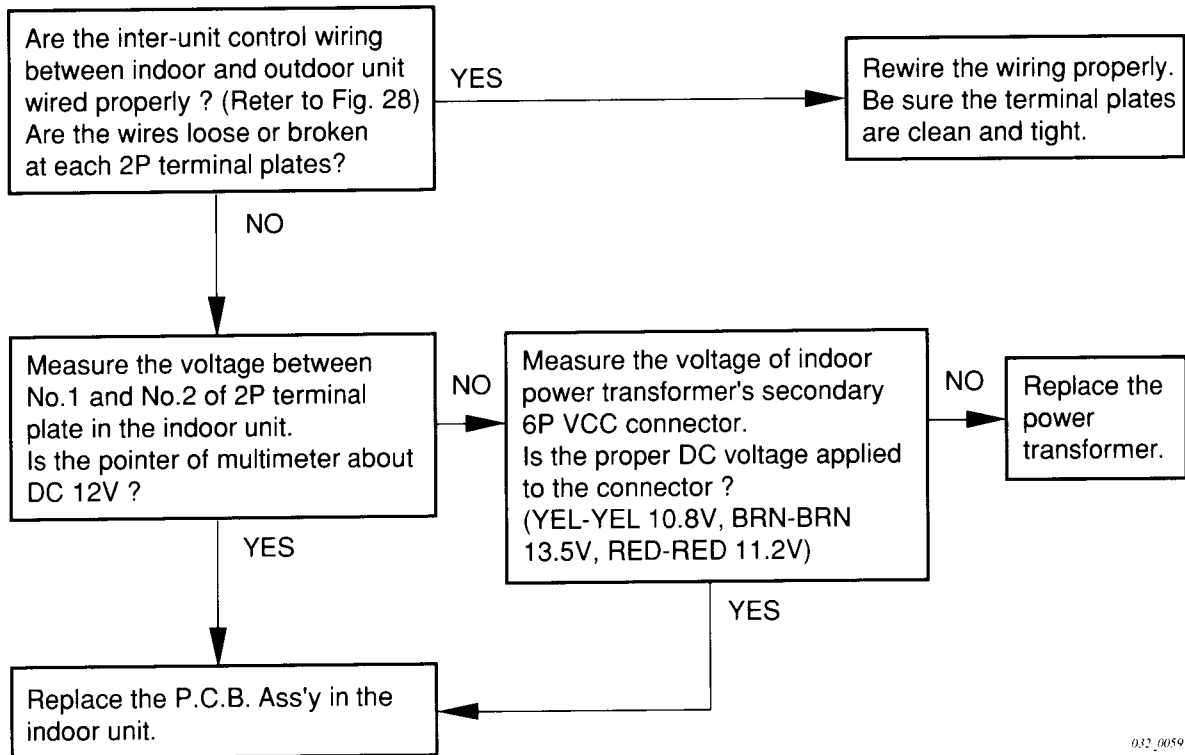 Are the inter-unit control wiring
between indoor and outdoor unit
wired properly ? (Reter to Fig. 28)
Are the wires loose or broken
at each 2P terminal plates?
YES
Rewire the wiring properly.
Be sure the terminal plates
are clean and tight.
NO
Measure the voltage between
No.1 and No.2 of 2P terminal
plate in the indoor unit.
Is the pointer of multimeter about
DC 12V ?
NO
Measure the voltage of indoor
power transformer's secondary
6P VCC connector.
Is the proper DC voltage applied
to the connector ?
(YEL-YEL 10.8V, BRN-BRN
13.5V, RED-RED 11.2V)
NO
Replace the
power
transformer.
YES
YES
Replace the P.C.B. Ass'y in the
indoor unit.
032_0059